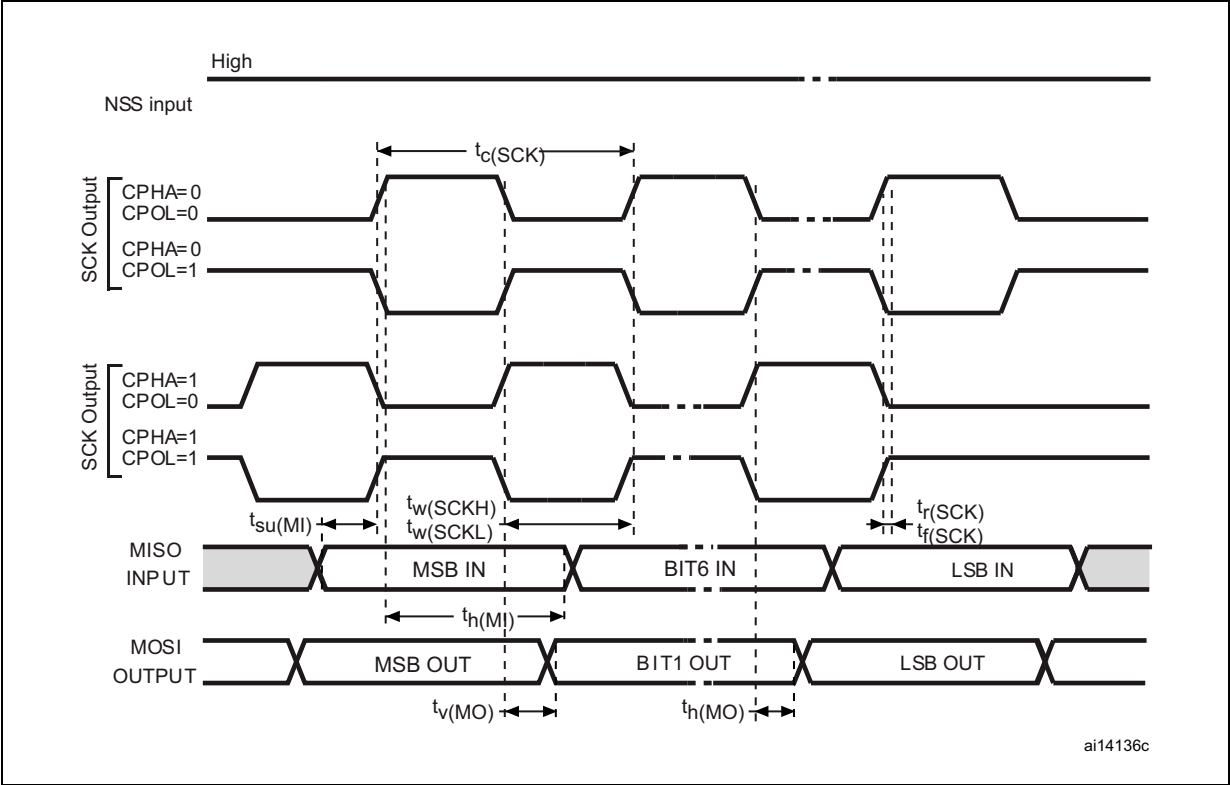 High
NSS input
tc(SCK)
SCK Output
CPHA=0
CPOL=0
CPHA=0
CPOL=1
SCK Output
CPHA=1
CPOL=0
CPHA=1
CPOL=1
tsu(MI)
tw(SCKH)
tw(SCKL)
tr(SCK)
tf(SCK)
MISO
INPUT
MSB IN
BIT6 IN
LSB IN
th(MI)
MOSI
OUTPUT
MSB OUT
BIT1 OUT
LSB OUT
tv(MO)
th(MO)
ai14136c